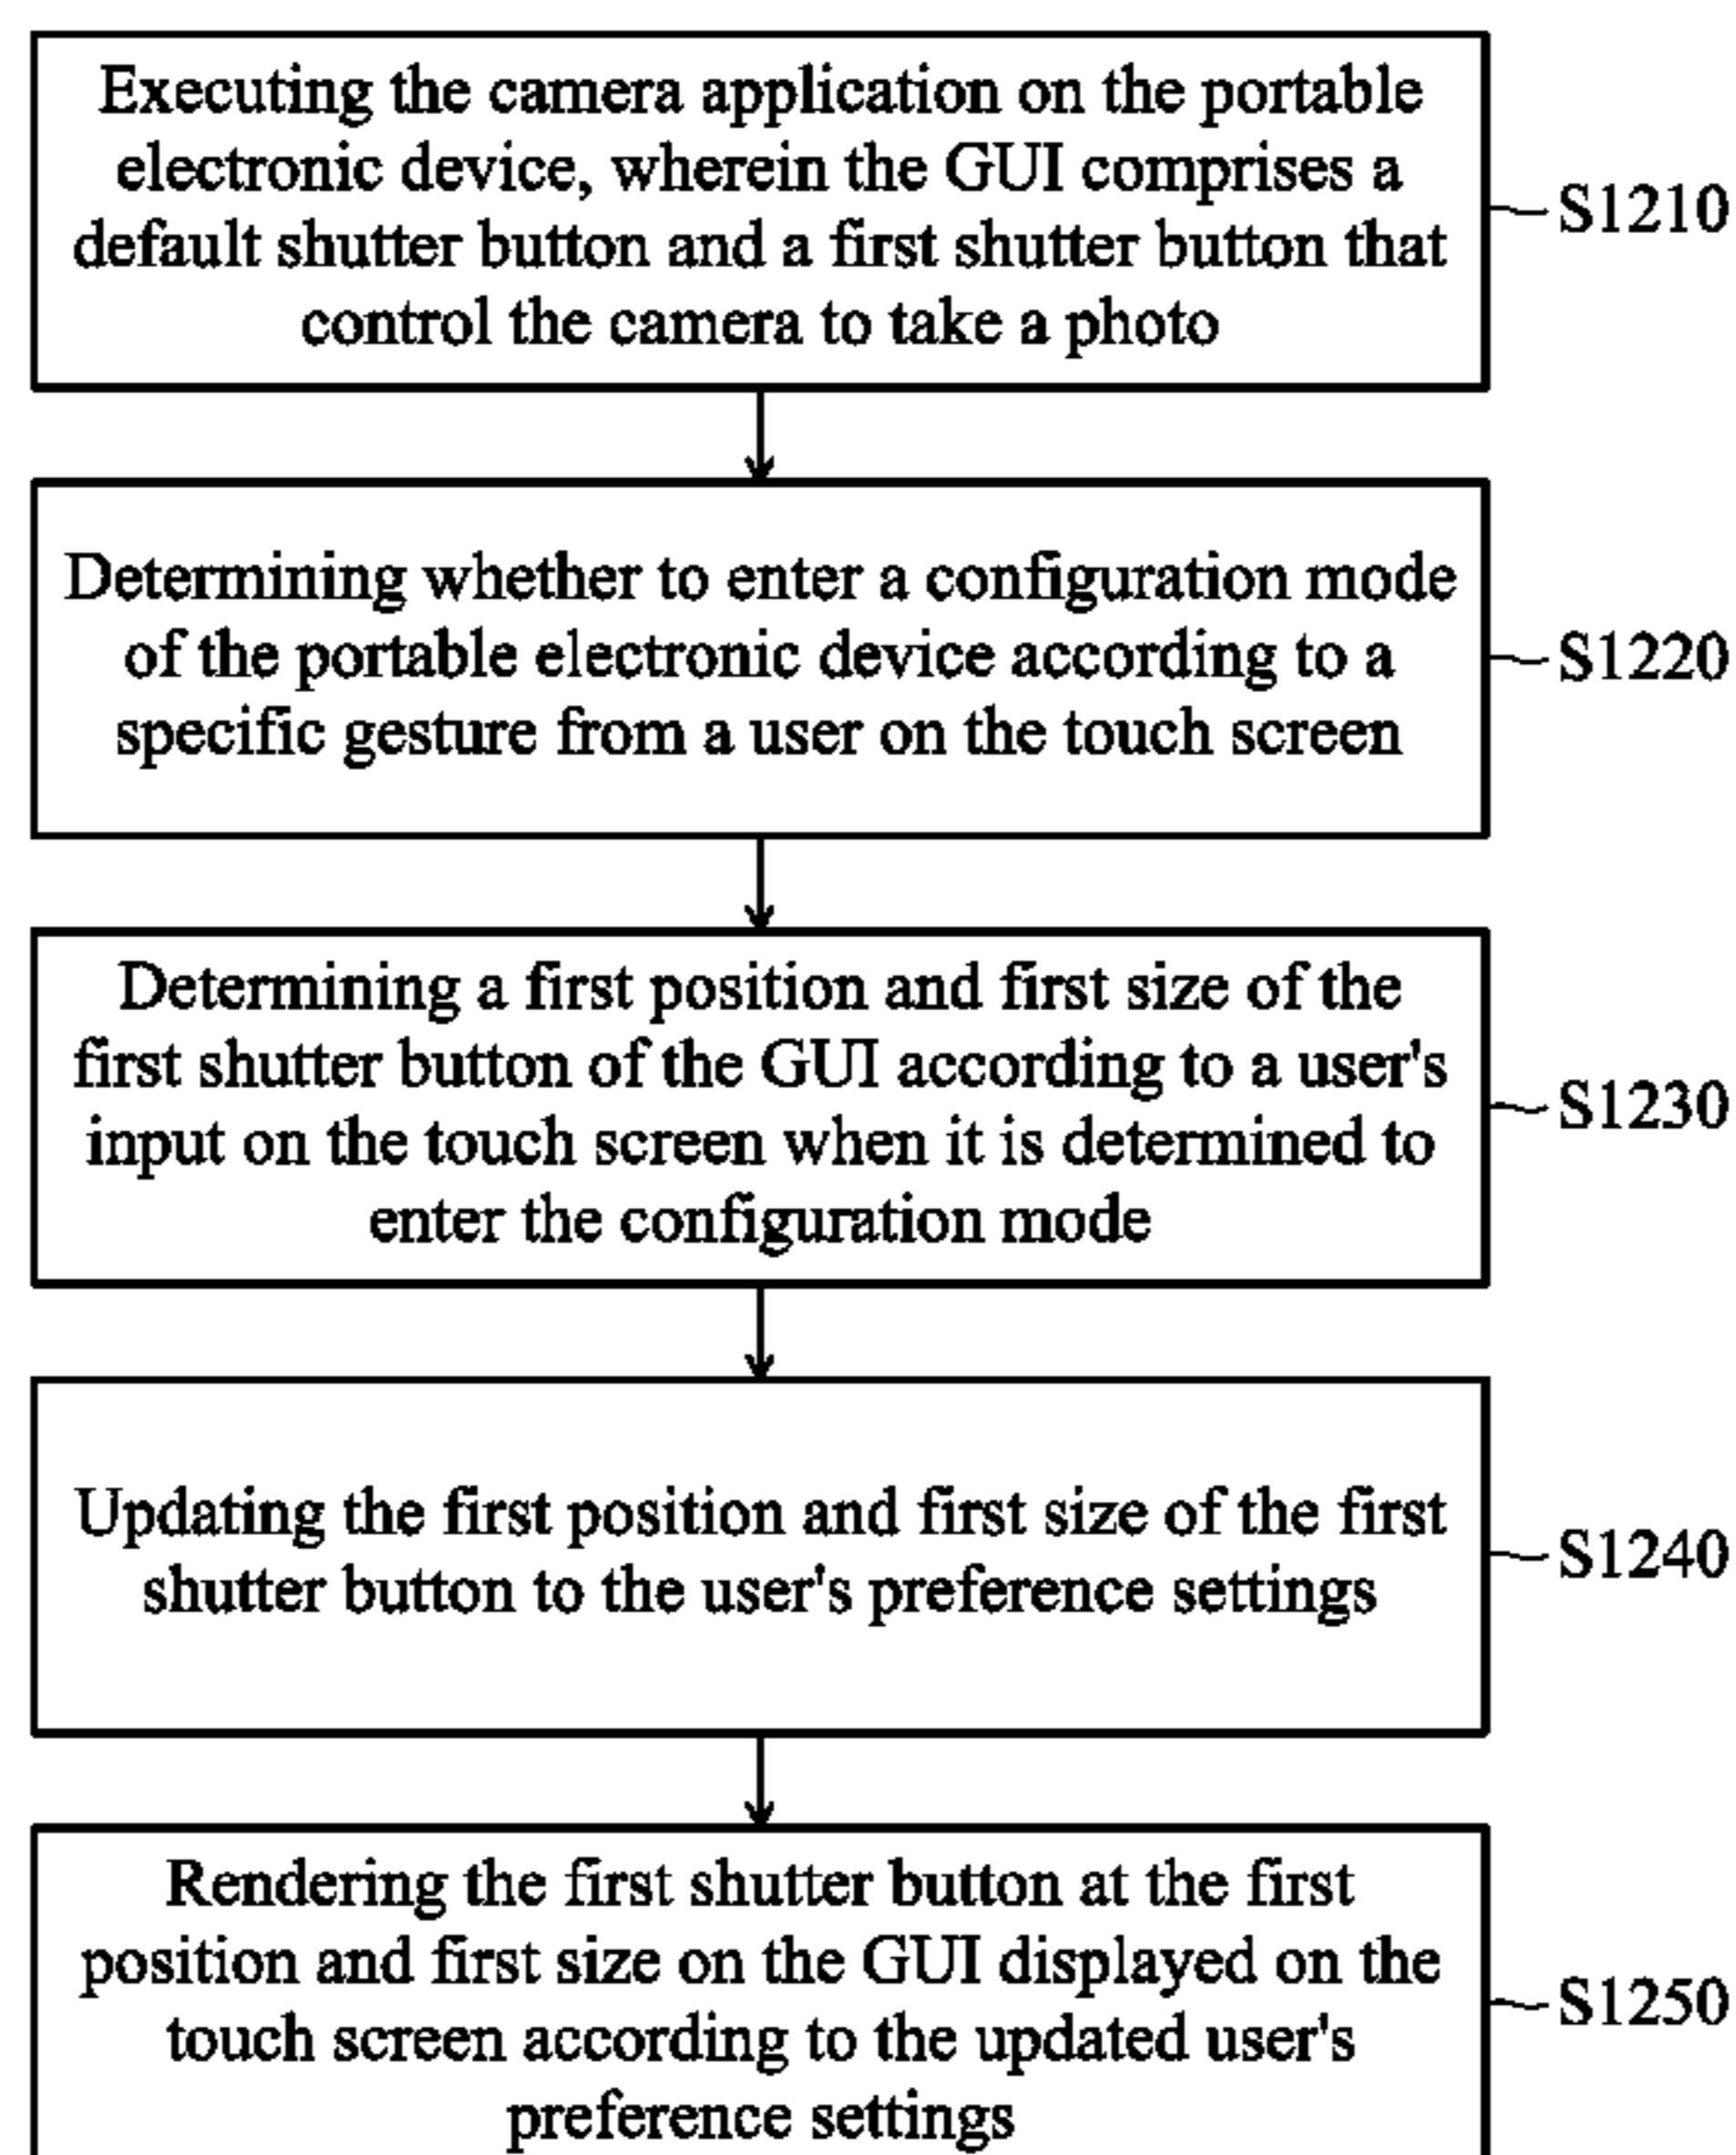 Executing the camera application on the portable
electronic device, wherein the GUI comprises a
default shutter button and a first shutter button that
control the camera to take a photo
S1210
Determining whether to enter a configuration mode
of the portable electronic device according to a
specific gesture from a user on the touch screen
S1220
Determining a first position and first size of the
first shutter button of the GUI according to a user's
input on the touch screen when it is determined to
enter the configuration mode
S1230
Updating the first position and first size of the first
shutter button to the user's preference settings
S1240
Rendering the first shutter button at the first
position and first size on the GUI displayed on the
touch screen according to the updated user's
preference settings
S1250